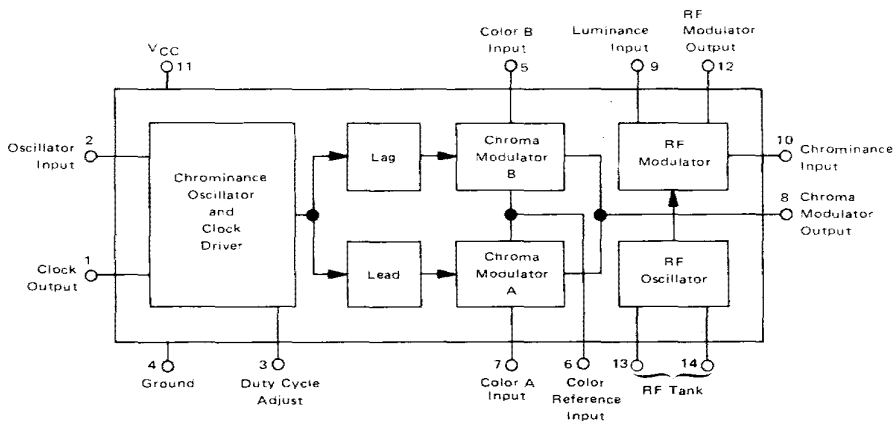 VCC
11
Color B
Input
5
Luminance
Input
9
RF
Modulator
Output
12
2
Oscillator
Input
Chrominance
Oscillator
and
Clock
Driver
Lag
Chroma
Modulator
B
RF
Modulator
10
Chrominance
Input
8
Chroma
Modulator
Output
1
Clock
Output
Lead
Chroma
Modulator
A
RF
Oscillator
4
Ground
3
Duty Cycle
Adjust
7
Color A
Input
6
Color
Reference
Input
13
14
RF Tank